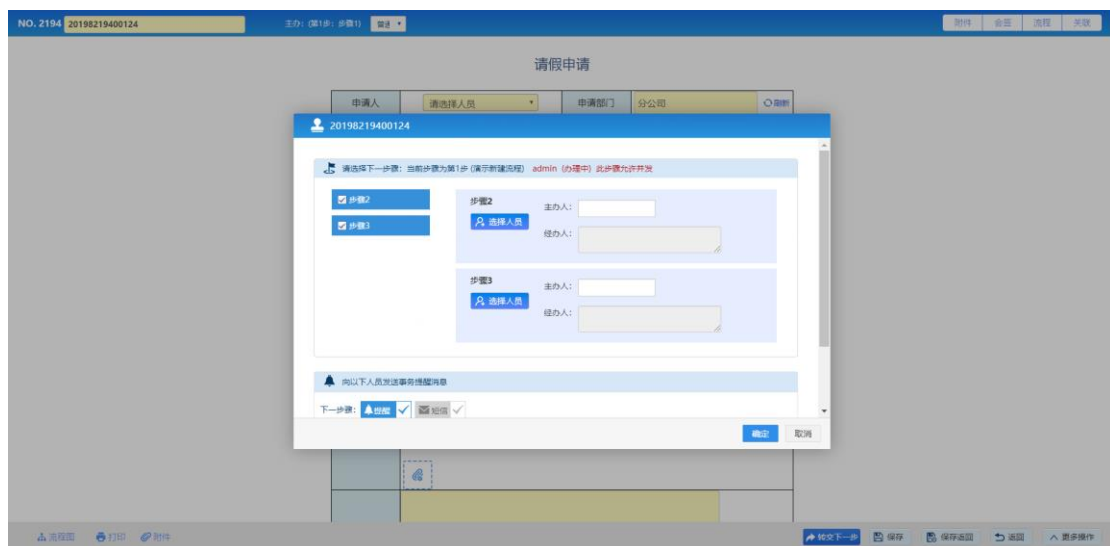 NO. 2194 20198219400124 主办: (第1步: 步骤1) 普通 附件 会签 流程 关联
请假申请
申请人 请选择人员 申请部门 分公司 刷新
20198219400124
请选择下一步骤: 当前步骤为第1步 (演示新建流程) admin (办理中) 此步骤允许并发
步骤2
步骤3
步骤2 主办人:
选择人员
经办人:
步骤3 主办人:
选择人员
经办人:
向以下人员发送事务提醒消息
下一步骤: 提醒 短信
确定 取消
流程图 打印 附件 转交下一步 保存 保存返回 返回 更多操作